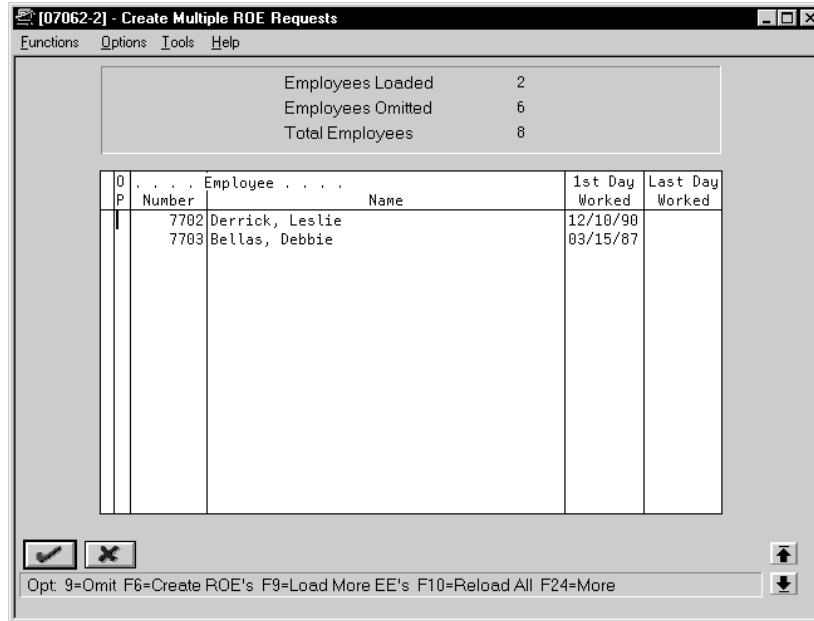 [07062-2] - Create Multiple ROE Requests
Functions Options Tools Help
Employees Loaded 2
Employees Omitted 6
Total Employees 8
O . . . . Employee . . . . 1st Day Last Day
P Number Name Worked Worked
7702 Derrick, Leslie 12/10/90
7703 Bellas, Debbie 03/15/87
Opt: 9=Omit F6=Create ROE's F9=Load More EE's F10=Reload All F24=More